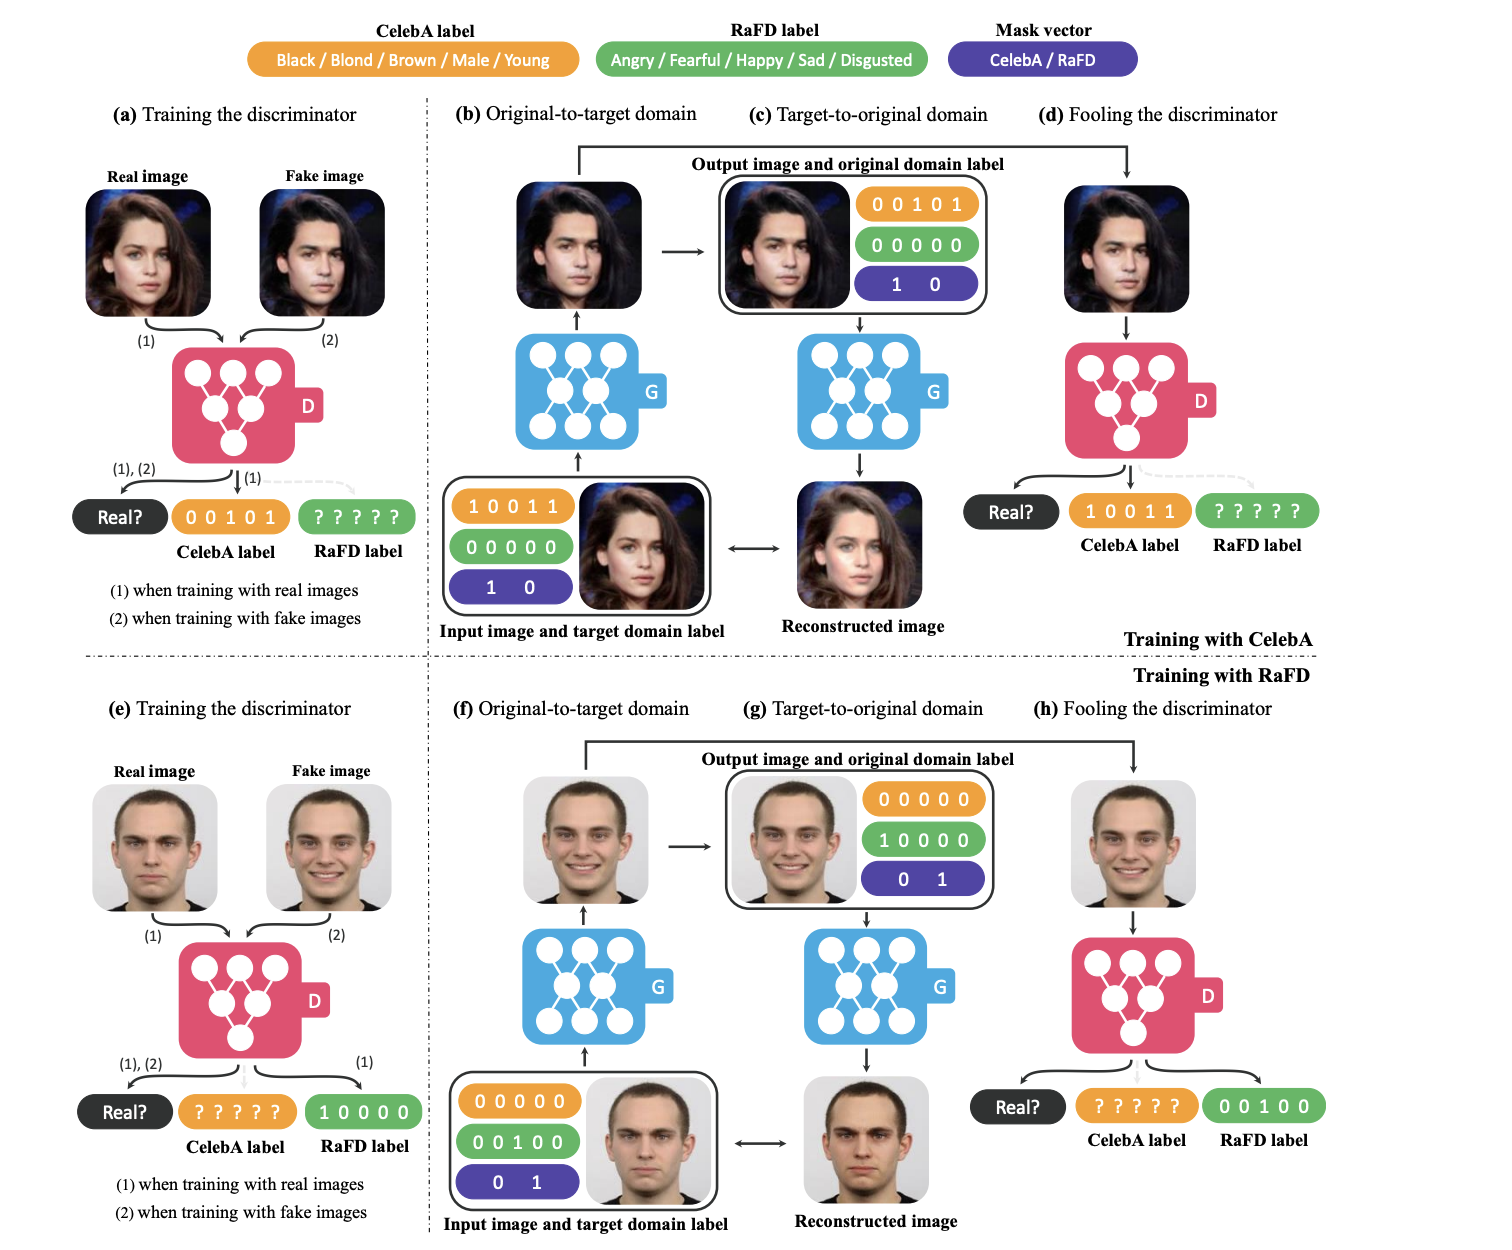 CelebA label
RaFD label
Mask vector
Black / Blond / Brown / Male / Young
Angry / Fearful / Happy / Sad / Disgusted
CelebA / RaFD
(a) Training the discriminator
(b) Original-to-target domain
(c) Target-to-original domain
(d) Fooling the discriminator
Real image
Fake image
(1)
(2)
D
(1), (2)
(1)
Real?
0 0 1 0 1
? ? ? ? ?
CelebA label
RaFD label
(1) when training with real images
(2) when training with fake images
Output image and original domain label
0 0 1 0 1
0 0 0 0 0
1 0
G
G
D
1 0 0 1 1
0 0 0 0 0
1 0
Input image and target domain label
Reconstructed image
Real?
1 0 0 1 1
? ? ? ? ?
CelebA label
RaFD label
Training with CelebA
Training with RaFD
(e) Training the discriminator
(f) Original-to-target domain
(g) Target-to-original domain
(h) Fooling the discriminator
Real image
Fake image
(1)
(2)
D
(1), (2)
(1)
Real?
? ? ? ? ?
1 0 0 0 0
CelebA label
RaFD label
(1) when training with real images
(2) when training with fake images
Output image and original domain label
0 0 0 0 0
1 0 0 0 0
0 1
G
G
D
0 0 0 0 0
0 0 1 0 0
0 1
Input image and target domain label
Reconstructed image
Real?
? ? ? ? ?
0 0 1 0 0
CelebA label
RaFD label